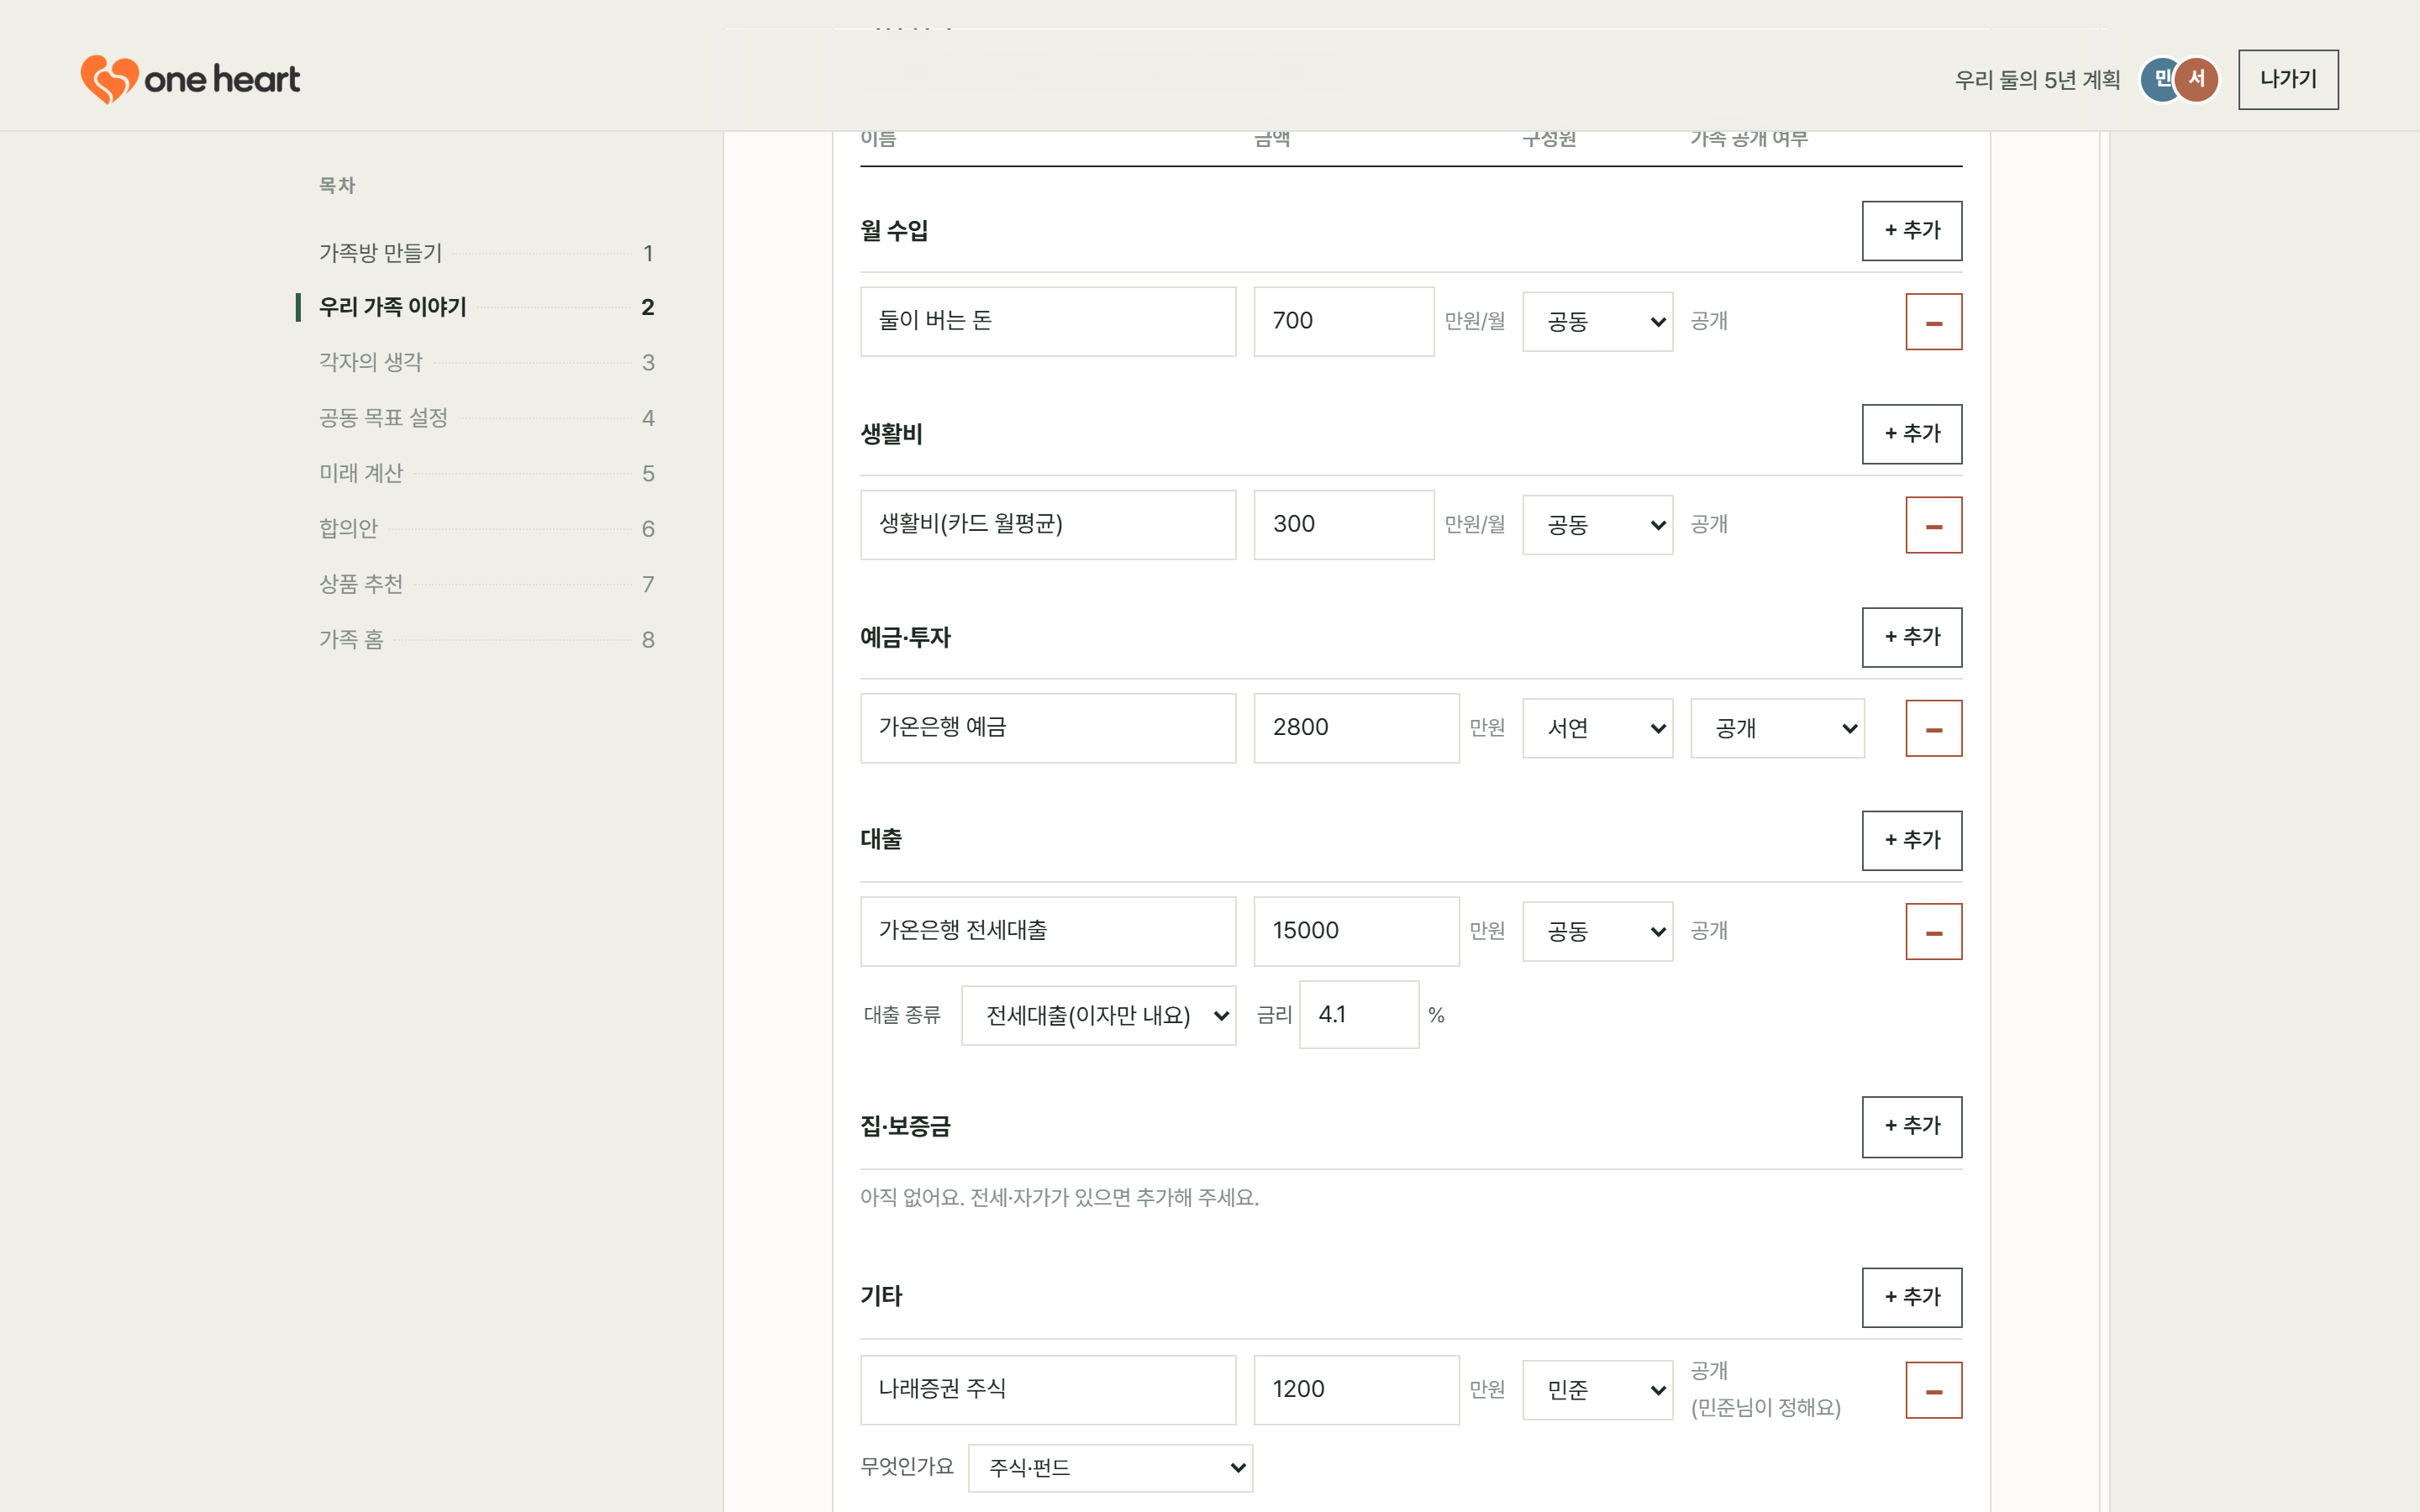 one heart
우리 둘의 5년 계획
민
서
나가기
목차
가족방 만들기 1
우리 가족 이야기 2
각자의 생각 3
공동 목표 설정 4
미래 계산 5
합의안 6
상품 추천 7
가족 홈 8
이름 금액 구성원 가족 공개 여부
월 수입 + 추가
둘이 버는 돈 700 만원/월 공동 공개 –
생활비 + 추가
생활비(카드 월평균) 300 만원/월 공동 공개 –
예금·투자 + 추가
가온은행 예금 2800 만원 서연 공개 –
대출 + 추가
가온은행 전세대출 15000 만원 공동 공개 –
대출 종류 전세대출(이자만 내요) 금리 4.1 %
집·보증금 + 추가
아직 없어요. 전세·자가가 있으면 추가해 주세요.
기타 + 추가
나래증권 주식 1200 만원 민준 공개 –
(민준님이 정해요)
무엇인가요 주식·펀드